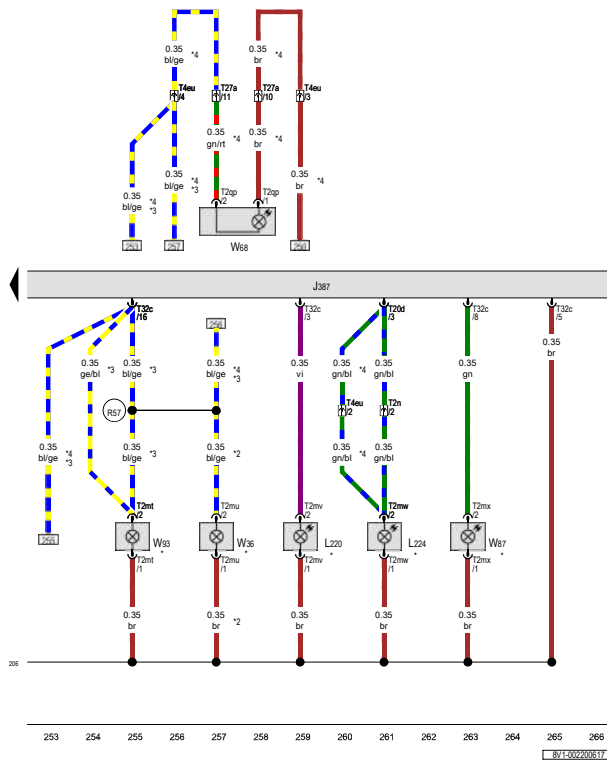 0.35 *4
bl/ge
0.35 *4
br
T4eu
/4
T27a
/11
T27a
/10
T4eu
/3
0.35
gn/rt *4
0.35
br *4
0.35 *4
bl/ge *3
0.35 *4
bl/ge *3
T2qp
/2
T2qp
/1
0.35 *4
br
253
257
W68
J387
T32c
/16
T32c
/3
T20d
/3
T32c
/8
T32c
/5
0.35
br
0.35 *3
ge/bl
0.35 *3
bl/ge
0.35 *4
bl/ge *3
0.35
vi
0.35 *4
gn/bl
0.35
gn/bl
0.35
gn
R57
T4eu
/2
T2n
/2
0.35 *4
bl/ge *3
0.35 *3
bl/ge
0.35 *2
bl/ge
0.35 *4
gn/bl
0.35
gn/bl
T2mt
/2
T2mu
/2
T2mv
/2
T2mw
/2
T2mx
/2
255
W93
*
W36
*
L220
*
L224
*
W87
*
T2mt
/1
T2mu
/1
T2mv
/1
T2mw
/1
T2mx
/1
0.35
br
0.35
br *2
0.35
br
0.35
br
0.35
br
206
253 254 255 256 257 258 259 260 261 262 263 264 265 266
8V1-002200617